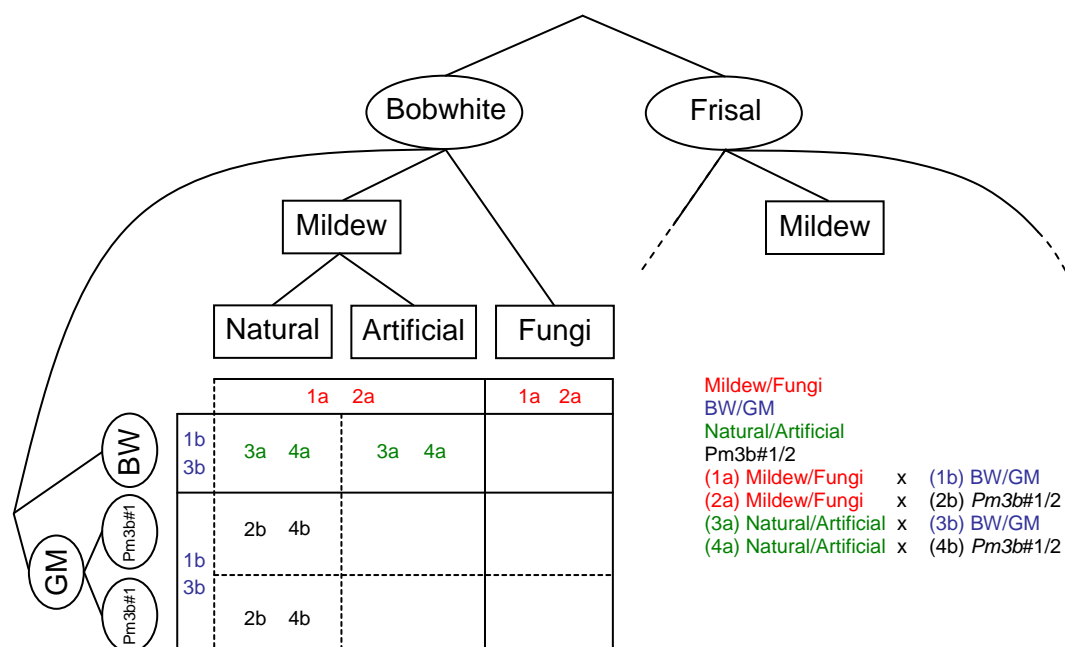 Bobwhite Frisal
Mildew Mildew
Natural Artificial Fungi
1a 2a 1a 2a
BW 1b 3a 4a 3a 4a
3b
GM Pm3b#1 2b 4b
1b
3b
Pm3b#1 2b 4b
Mildew/Fungi
BW/GM
Natural/Artificial
Pm3b#1/2
(1a) Mildew/Fungi x (1b) BW/GM
(2a) Mildew/Fungi x (2b) Pm3b#1/2
(3a) Natural/Artificial x (3b) BW/GM
(4a) Natural/Artificial x (4b) Pm3b#1/2